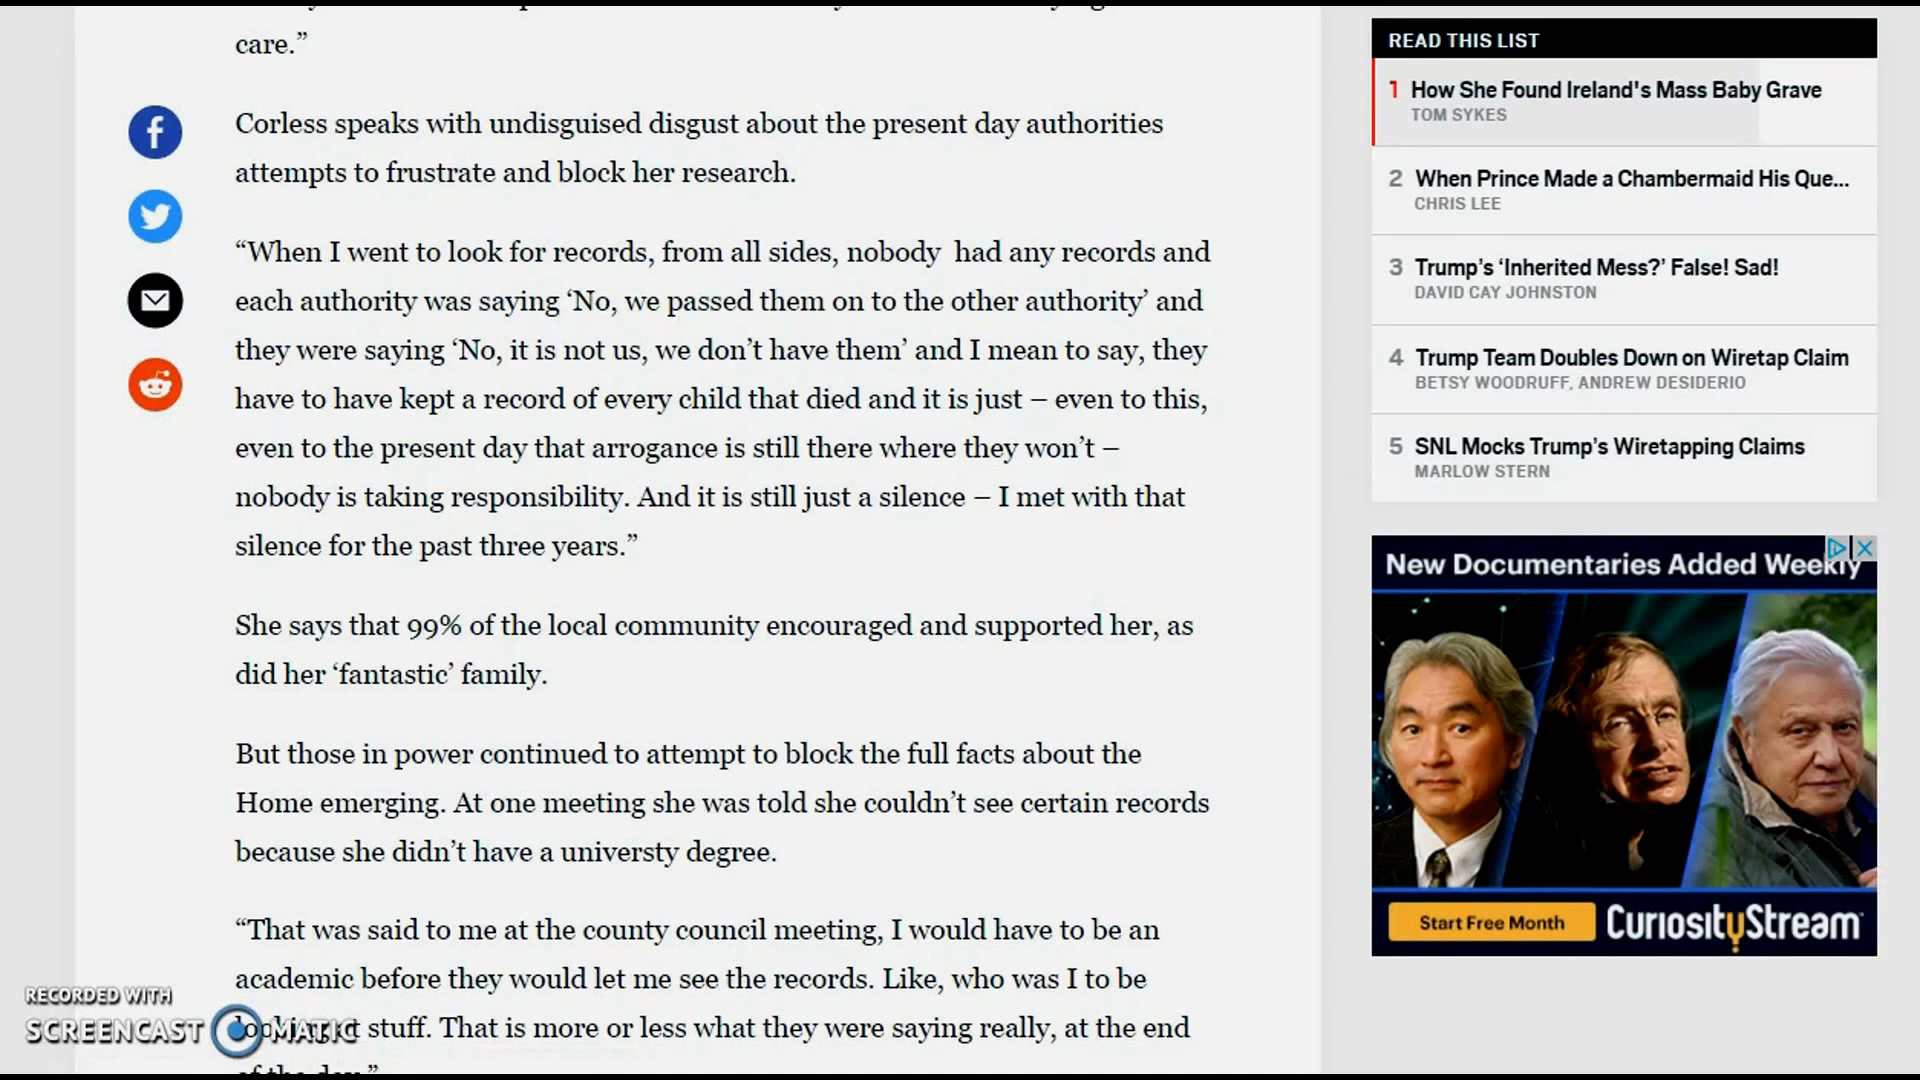 care.”
Corless speaks with undisguised disgust about the present day authorities
attempts to frustrate and block her research.
“When I went to look for records, from all sides, nobody  had any records and
each authority was saying ‘No, we passed them on to the other authority’ and
they were saying ‘No, it is not us, we don’t have them’ and I mean to say, they
have to have kept a record of every child that died and it is just – even to this,
even to the present day that arrogance is still there where they won’t –
nobody is taking responsibility. And it is still just a silence – I met with that
silence for the past three years.”
She says that 99% of the local community encouraged and supported her, as
did her ‘fantastic’ family.
But those in power continued to attempt to block the full facts about the
Home emerging. At one meeting she was told she couldn’t see certain records
because she didn’t have a universty degree.
“That was said to me at the county council meeting, I would have to be an
academic before they would let me see the records. Like, who was I to be
stuff. That is more or less what they were saying really, at the end
of the day.”
READ THIS LIST
1 How She Found Ireland's Mass Baby Grave
TOM SYKES
2 When Prince Made a Chambermaid His Que...
CHRIS LEE
3 Trump’s ‘Inherited Mess?’ False! Sad!
DAVID CAY JOHNSTON
4 Trump Team Doubles Down on Wiretap Claim
BETSY WOODRUFF, ANDREW DESIDERIO
5 SNL Mocks Trump’s Wiretapping Claims
MARLOW STERN
New Documentaries Added Weekly
Start Free Month
CuriosityStream
RECORDED WITH
SCREENCAST MATIC